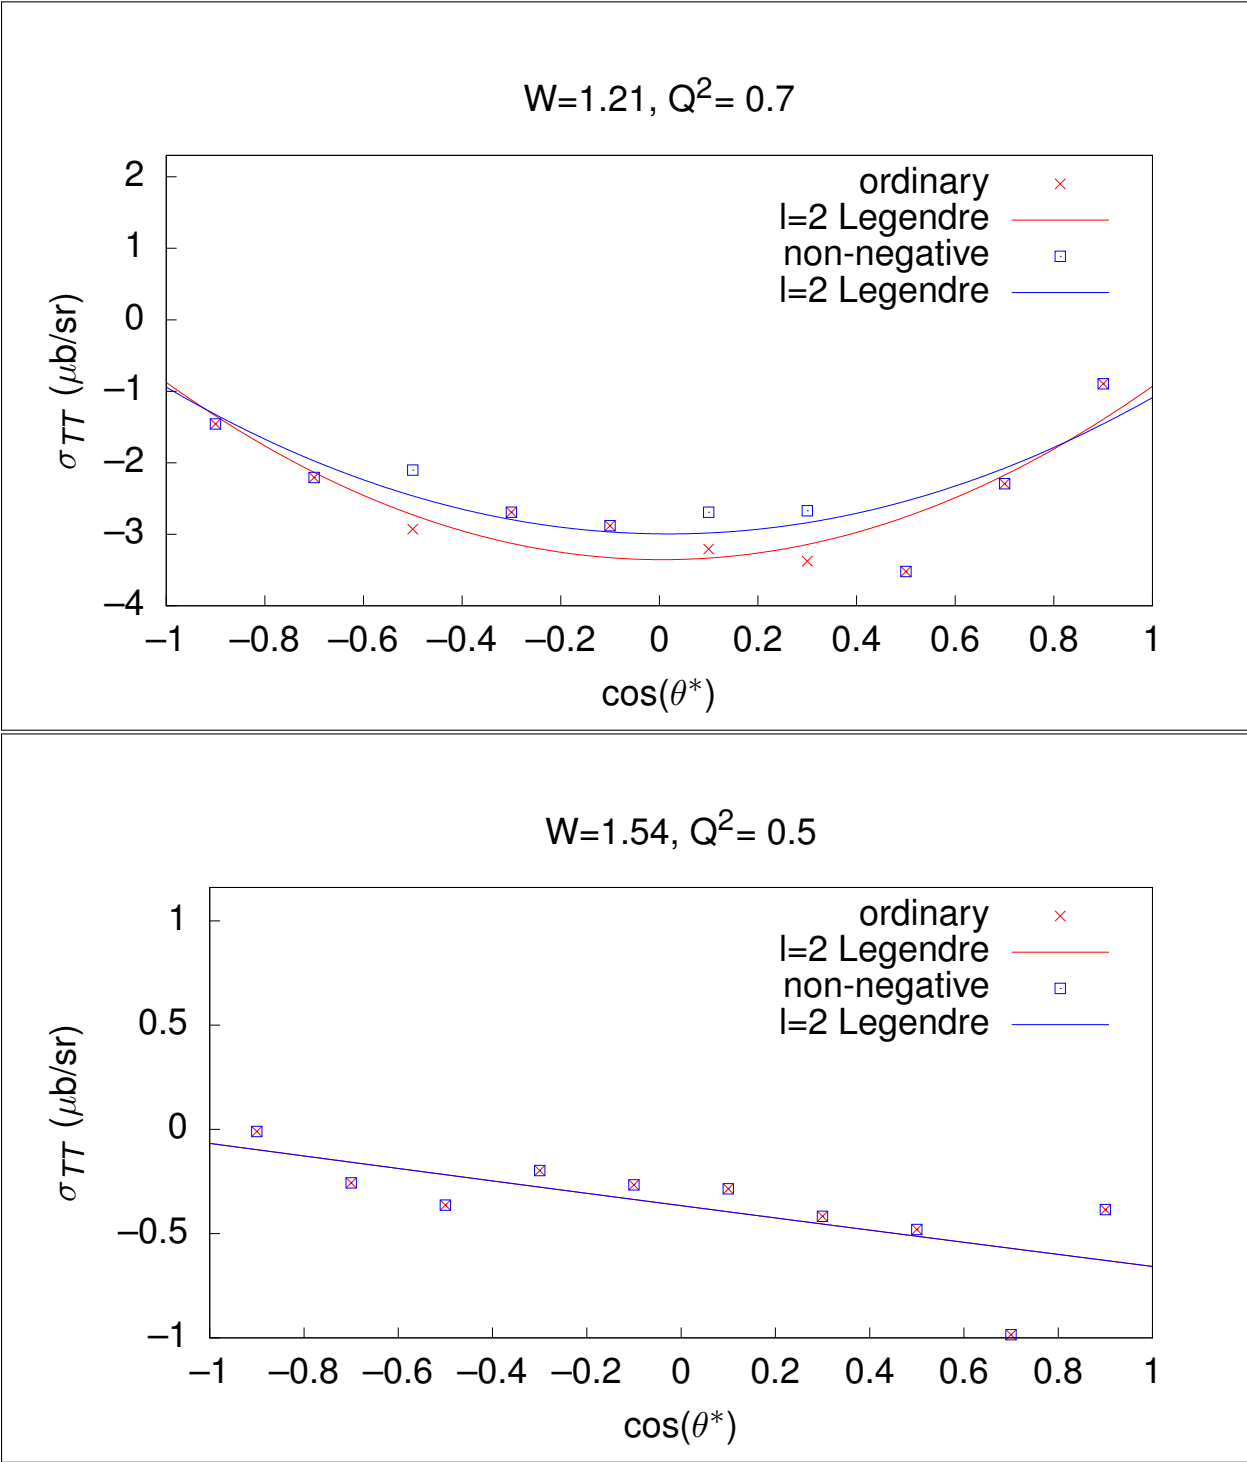 W=1.21, Q²= 0.7
2
1
0
−1
−2
−3
−4
σTT (μb/sr)
ordinary
l=2 Legendre
non-negative
l=2 Legendre
−1 −0.8 −0.6 −0.4 −0.2 0 0.2 0.4 0.6 0.8 1
cos(θ*)
W=1.54, Q²= 0.5
1
0.5
0
−0.5
−1
σTT (μb/sr)
ordinary
l=2 Legendre
non-negative
l=2 Legendre
−1 −0.8 −0.6 −0.4 −0.2 0 0.2 0.4 0.6 0.8 1
cos(θ*)